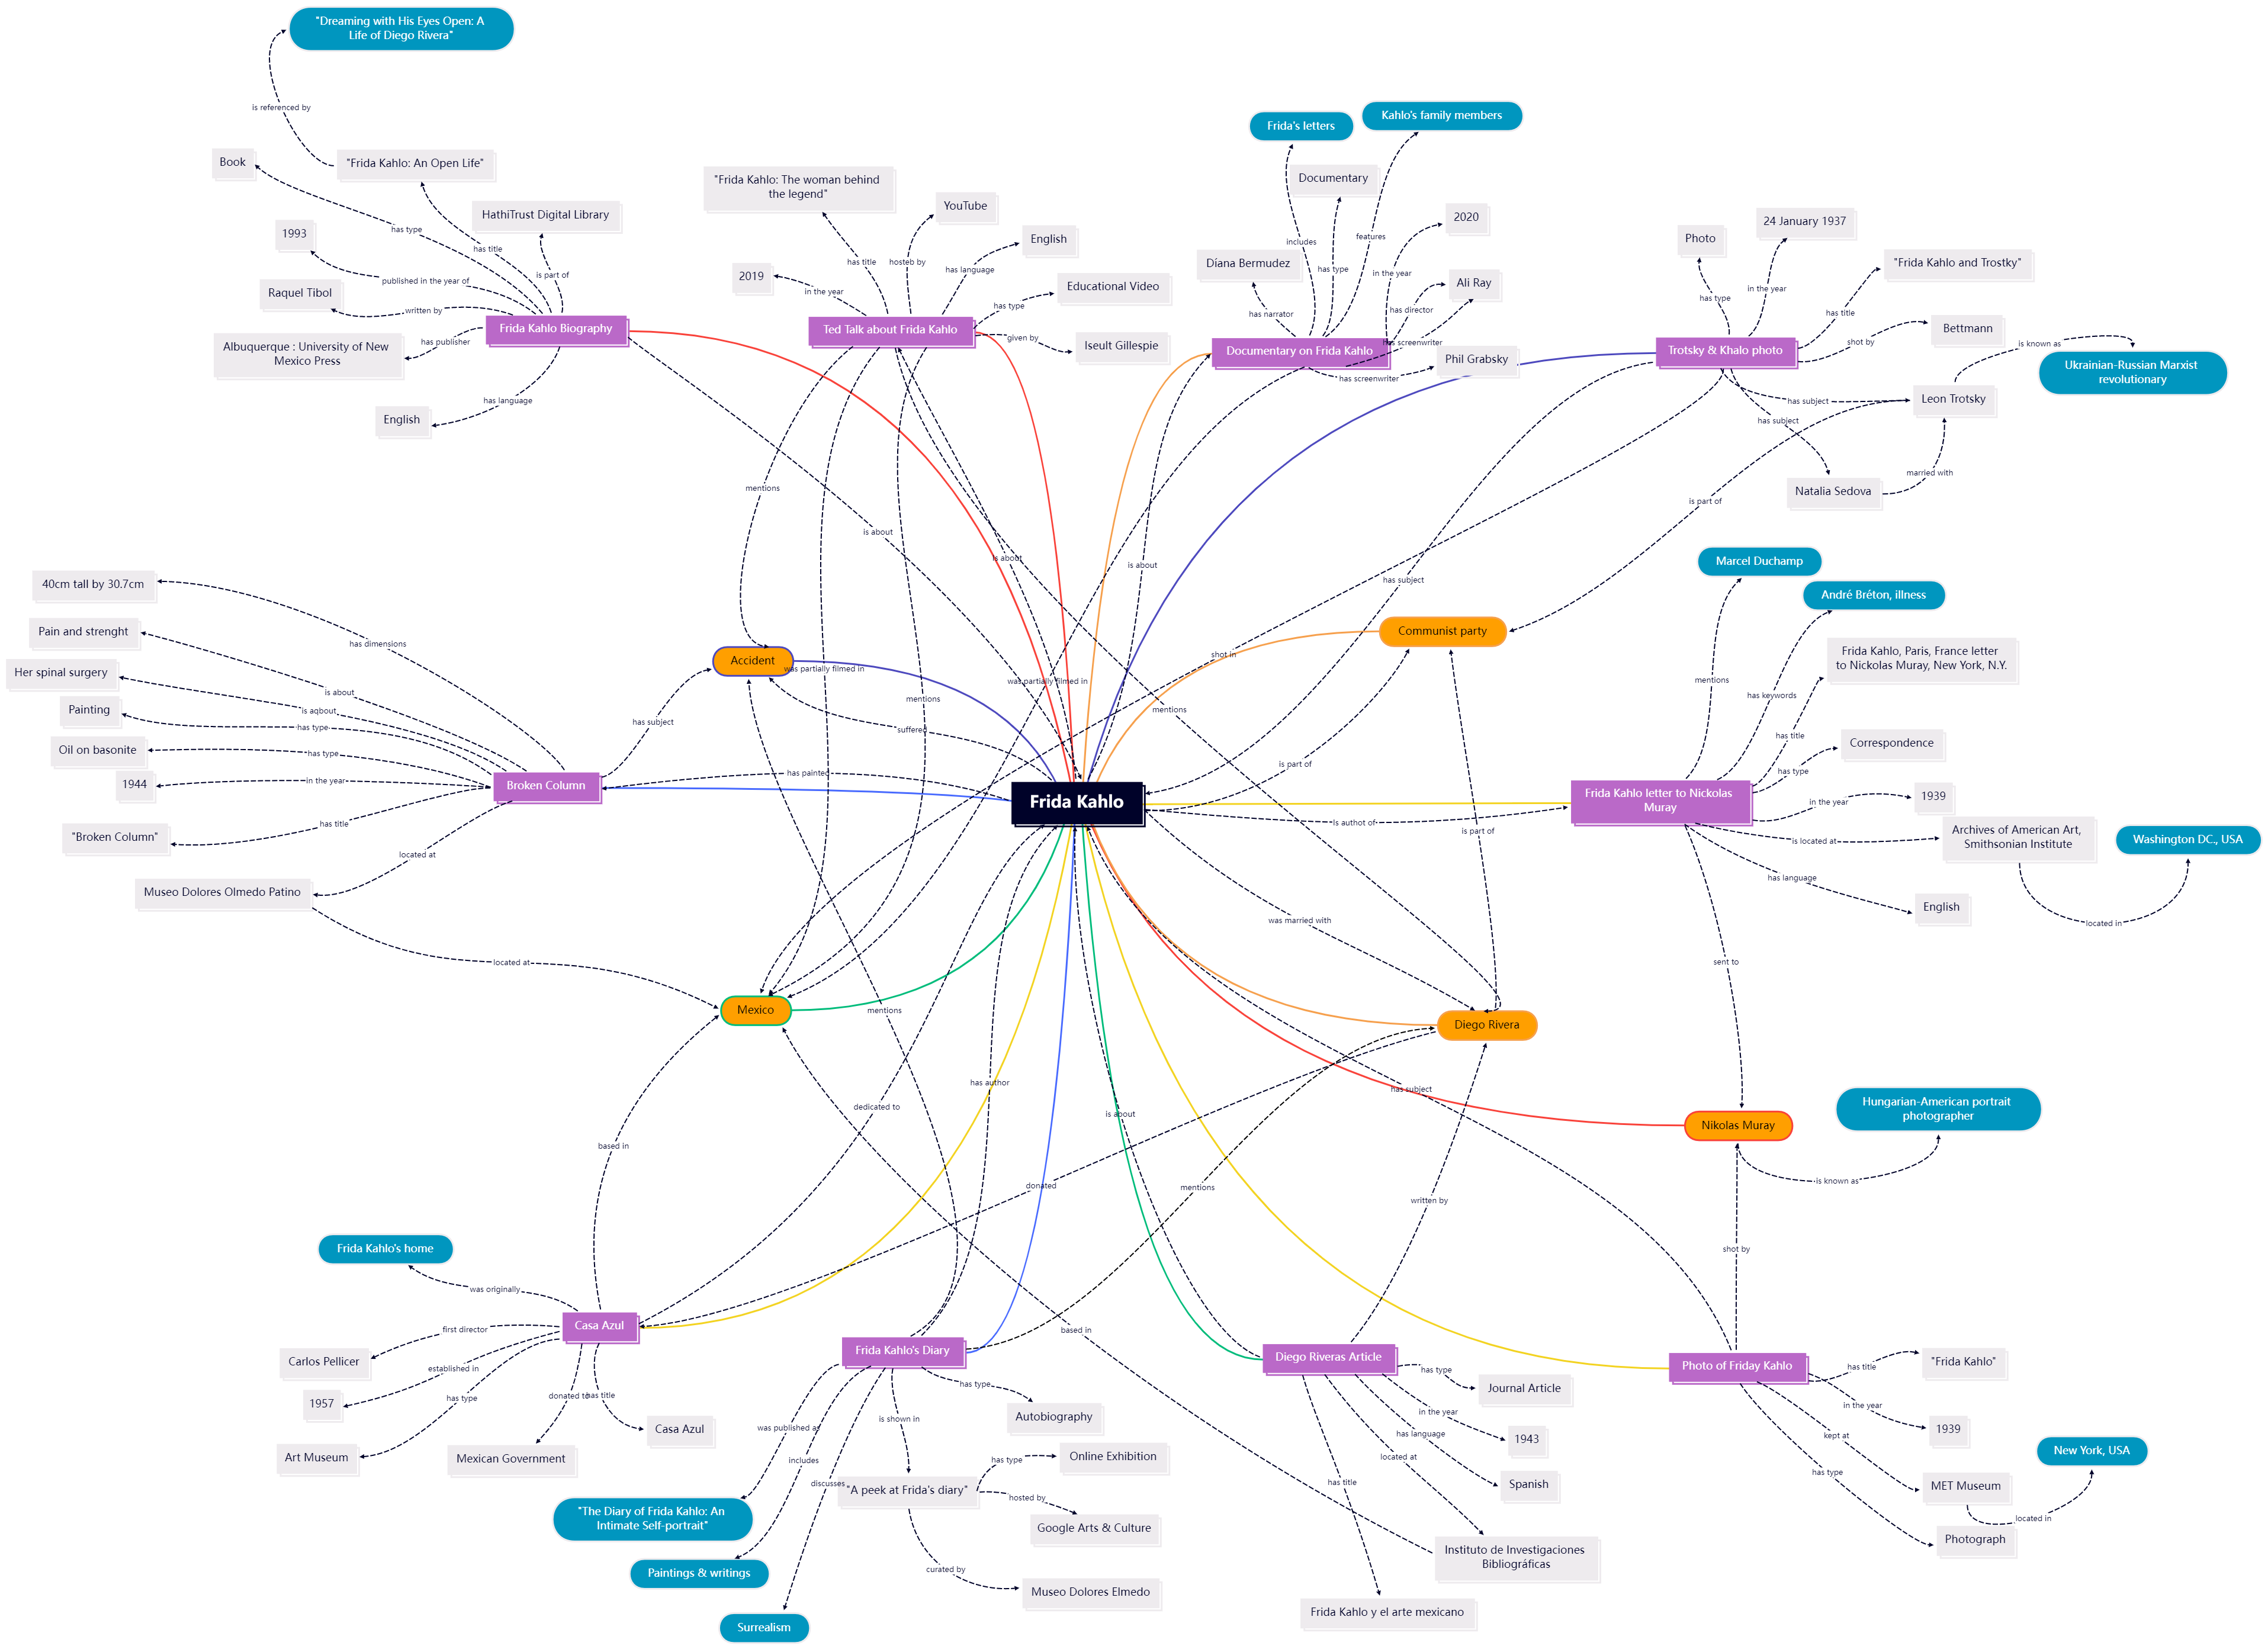 "Dreaming with His Eyes Open: A
Life of Diego Rivera"
is referenced by
Book
"Frida Kahlo: An Open Life"
HathiTrust Digital Library
1993
has type
has title
is part of
published in the year of
Raquel Tibol
written by
Frida Kahlo Biography
Albuquerque : University of New
Mexico Press
has publisher
English
has language
"Frida Kahlo: The woman behind
the legend"
YouTube
English
2019
has title
hosted by
has language
in the year
Educational Video
has type
Ted Talk about Frida Kahlo
given by
Iseult Gillespie
Frida's letters
Kahlo's family members
Documentary
2020
includes
features
has type
in the year
Diana Bermudez
Ali Ray
has narrator
has director
has screenwriter
Documentary on Frida Kahlo
Phil Grabsky
has screenwriter
Photo
24 January 1937
"Frida Kahlo and Trostky"
has type
in the year
has title
Bettmann
shot by
Trotsky & Khalo photo
is known as
Ukrainian-Russian Marxist
revolutionary
Leon Trotsky
has subject
has subject
married with
Natalia Sedova
is part of
mentions
is about
is about
is about
has subject
40cm tall by 30.7cm
Pain and strenght
Her spinal surgery
Painting
Oil on basonite
1944
"Broken Column"
Museo Dolores Olmedo Patino
has dimensions
is about
is aqbout
has type
has type
in the year
has title
located at
located at
Broken Column
has subject
has painted
Accident
was partially filmed in
mentions
was partially filmed in
suffered
shot in
mentions
Communist party
is part of
is part of
Frida Kahlo
is authot of
was married with
Marcel Duchamp
André Bréton, illness
Frida Kahlo, Paris, France letter
to Nickolas Muray, New York, N.Y.
mentions
has keywords
has title
Correspondence
has type
Frida Kahlo letter to Nickolas
Muray
1939
in the year
Archives of American Art,
Smithsonian Institute
is located at
Washington DC., USA
has language
English
located in
sent to
Mexico
mentions
Diego Rivera
has author
dedicated to
is about
has subject
based in
donated
mentions
written by
Nikolas Muray
Hungarian-American portrait
photographer
is known as
shot by
Frida Kahlo's home
was originally
Casa Azul
first director
Carlos Pellicer
established in
1957
has type
donated to
has title
Art Museum
Mexican Government
Casa Azul
based in
Frida Kahlo's Diary
has type
Autobiography
was published as
is shown in
includes
discusses
"A peek at Frida's diary"
has type
Online Exhibition
hosted by
Google Arts & Culture
curated by
Museo Dolores Elmedo
"The Diary of Frida Kahlo: An
Intimate Self-portrait"
Paintings & writings
Surrealism
Diego Riveras Article
has type
Journal Article
in the year
1943
has language
Spanish
located at
has title
Instituto de Investigaciones
Bibliográficas
Frida Kahlo y el arte mexicano
Photo of Friday Kahlo
has title
"Frida Kahlo"
in the year
1939
kept at
MET Museum
has type
Photograph
New York, USA
located in